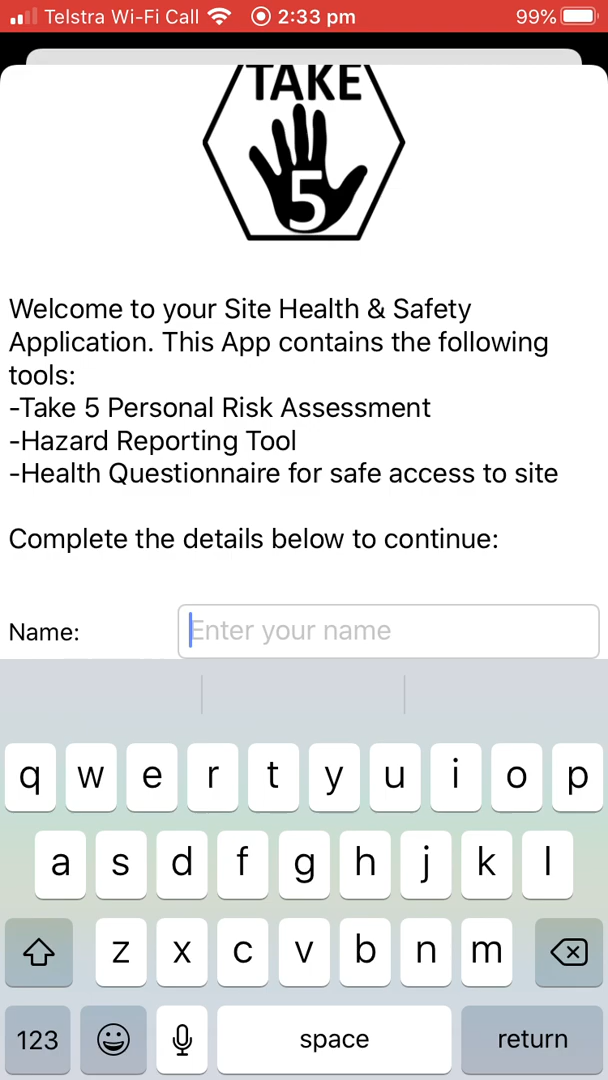 Telstra Wi-Fi Call 2:33 pm 99%
TAKE
5
Welcome to your Site Health & Safety
Application. This App contains the following
tools:
-Take 5 Personal Risk Assessment
-Hazard Reporting Tool
-Health Questionnaire for safe access to site
Complete the details below to continue:
Name: Enter your name
q w e r t y u i o p
a s d f g h j k l
z x c v b n m
123 space return